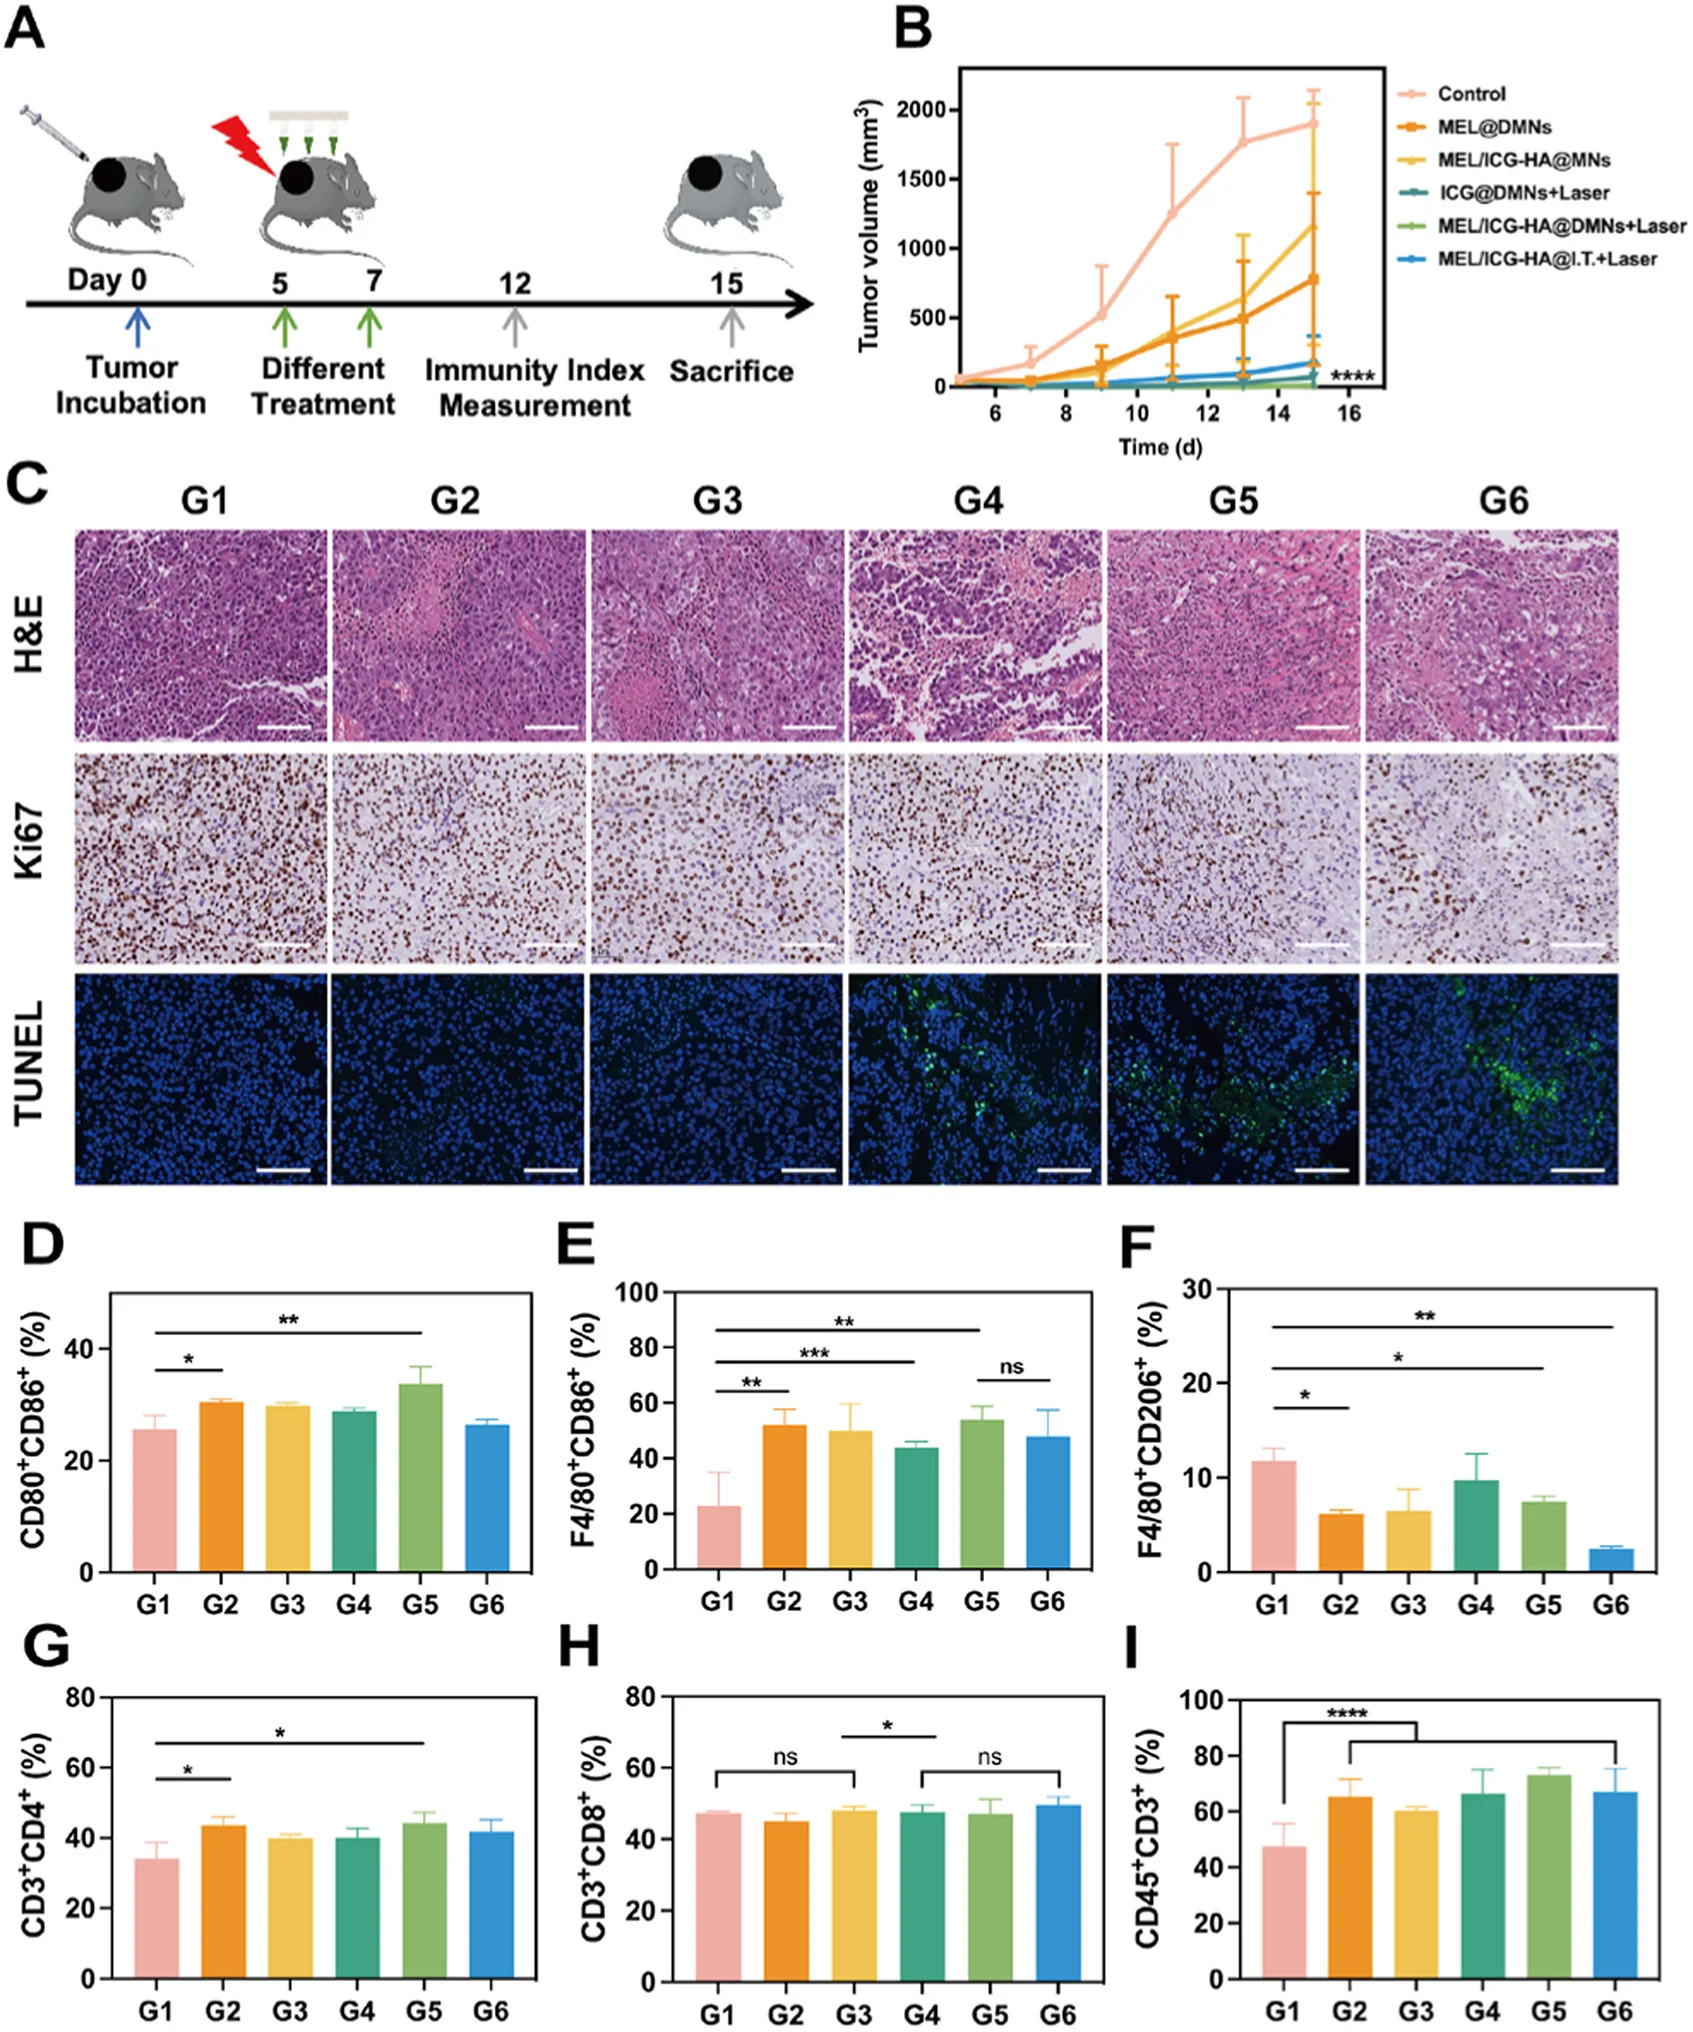 A
Day 0
5
7
12
15
Tumor
Incubation
Different
Treatment
Immunity Index
Measurement
Sacrifice
B
Tumor volume (mm³)
2000
1500
1000
500
0
6
8
10
12
14
16
Time (d)
****
Control
MEL@DMNs
MEL/ICG-HA@MNs
ICG@DMNs+Laser
MEL/ICG-HA@DMNs+Laser
MEL/ICG-HA@I.T.+Laser
C
G1
G2
G3
G4
G5
G6
H&E
Ki67
TUNEL
D
CD80⁺CD86⁺ (%)
40
20
0
**
*
G1
G2
G3
G4
G5
G6
E
F4/80⁺CD86⁺ (%)
100
80
60
40
20
0
**
***
**
ns
G1
G2
G3
G4
G5
G6
F
F4/80⁺CD206⁺ (%)
30
20
10
0
**
*
*
G1
G2
G3
G4
G5
G6
G
CD3⁺CD4⁺ (%)
80
60
40
20
0
*
*
G1
G2
G3
G4
G5
G6
H
CD3⁺CD8⁺ (%)
80
60
40
20
0
*
ns
ns
G1
G2
G3
G4
G5
G6
I
CD45⁺CD3⁺ (%)
100
80
60
40
20
0
****
G1
G2
G3
G4
G5
G6